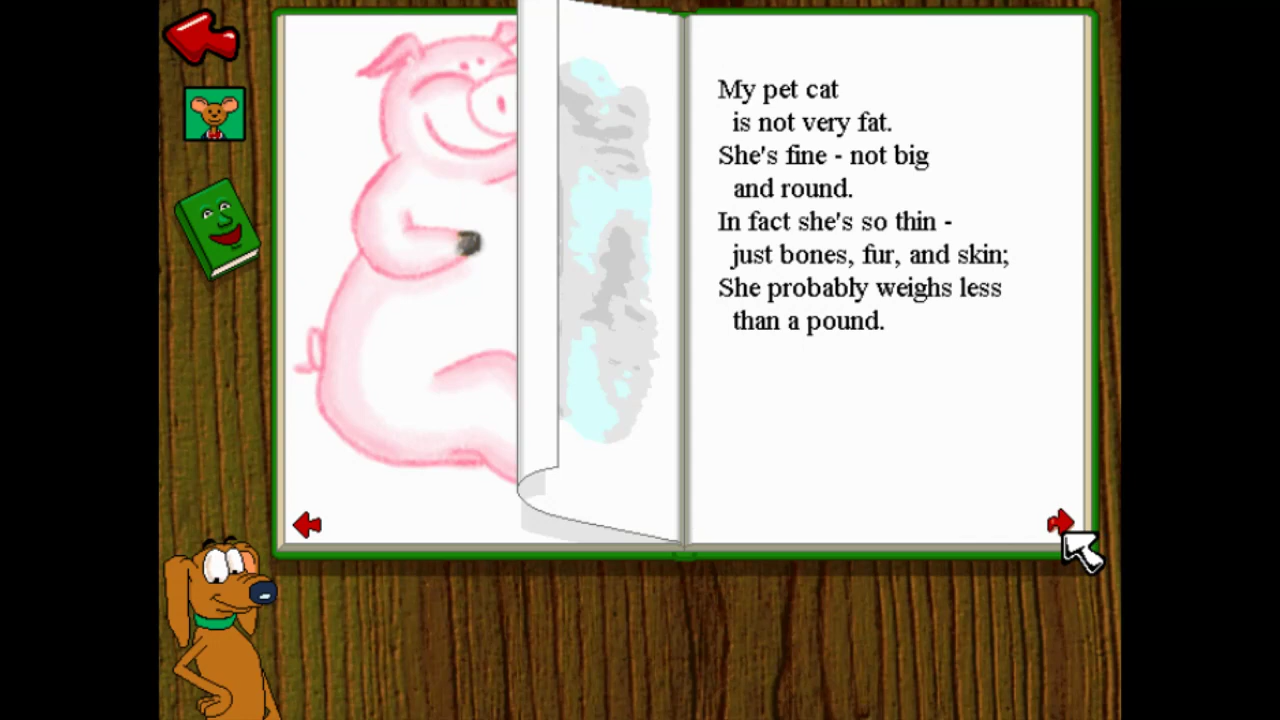 My pet cat
is not very fat.
She's fine - not big
and round.
In fact she's so thin -
just bones, fur, and skin;
She probably weighs less
than a pound.